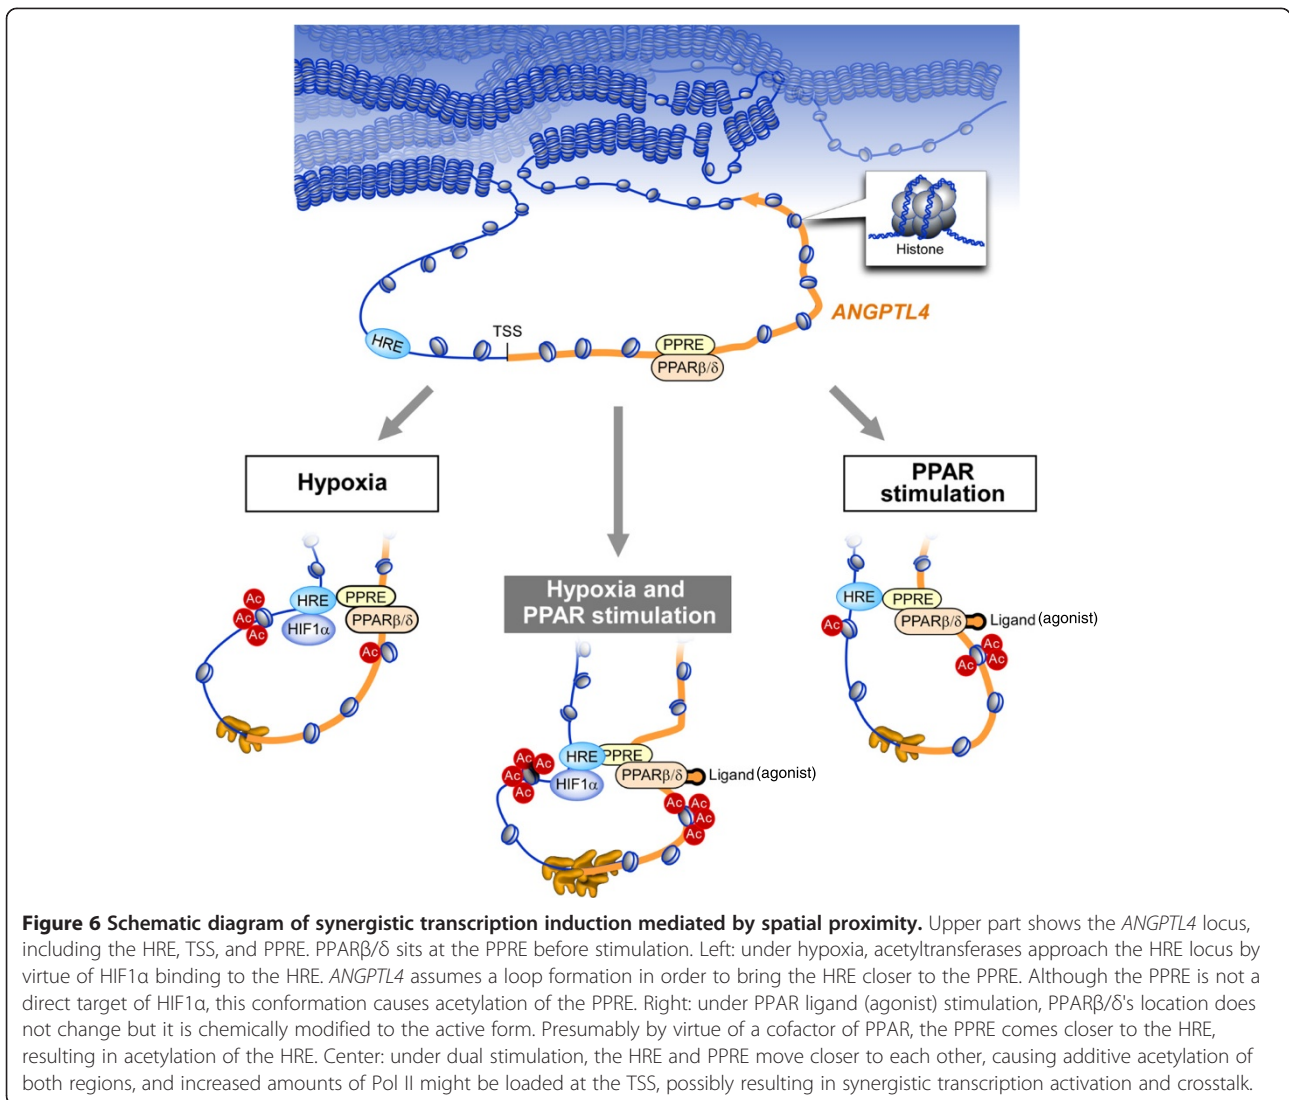 Histone
ANGPTL4
TSS
HRE
PPRE
PPARβ/δ
Hypoxia
PPAR
stimulation
Hypoxia and
PPAR stimulation
Ac
Ac
Ac
HRE
PPRE
HIF1α
PPARβ/δ
Ac
HRE
PPRE
PPARβ/δ
Ligand (agonist)
Ac
Ac
Ac
Ac
Ac
Ac
Ac
Ac
HRE
PPRE
HIF1α
PPARβ/δ
Ligand (agonist)
Ac
Ac
Ac
Ac
Figure 6 Schematic diagram of synergistic transcription induction mediated by spatial proximity. Upper part shows the ANGPTL4 locus,
including the HRE, TSS, and PPRE. PPARβ/δ sits at the PPRE before stimulation. Left: under hypoxia, acetyltransferases approach the HRE locus by
virtue of HIF1α binding to the HRE. ANGPTL4 assumes a loop formation in order to bring the HRE closer to the PPRE. Although the PPRE is not a
direct target of HIF1α, this conformation causes acetylation of the PPRE. Right: under PPAR ligand (agonist) stimulation, PPARβ/δ's location does
not change but it is chemically modified to the active form. Presumably by virtue of a cofactor of PPAR, the PPRE comes closer to the HRE,
resulting in acetylation of the HRE. Center: under dual stimulation, the HRE and PPRE move closer to each other, causing additive acetylation of
both regions, and increased amounts of Pol II might be loaded at the TSS, possibly resulting in synergistic transcription activation and crosstalk.